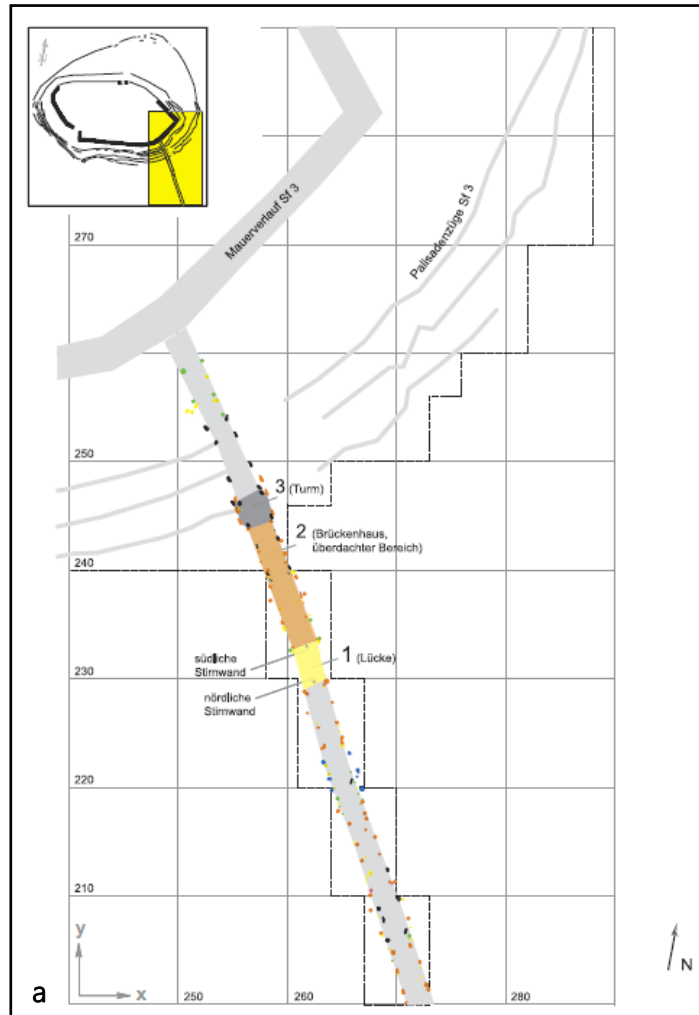 Mauerverlauf Sf 3
Palisadenzüge Sf 3
270
250
3 (Turm)
2 (Brückenhaus,
überdachter Bereich)
240
südliche
Stirnwand
1 (Lücke)
230
nördliche
Stirnwand
220
210
y
x
N
a
250
260
280